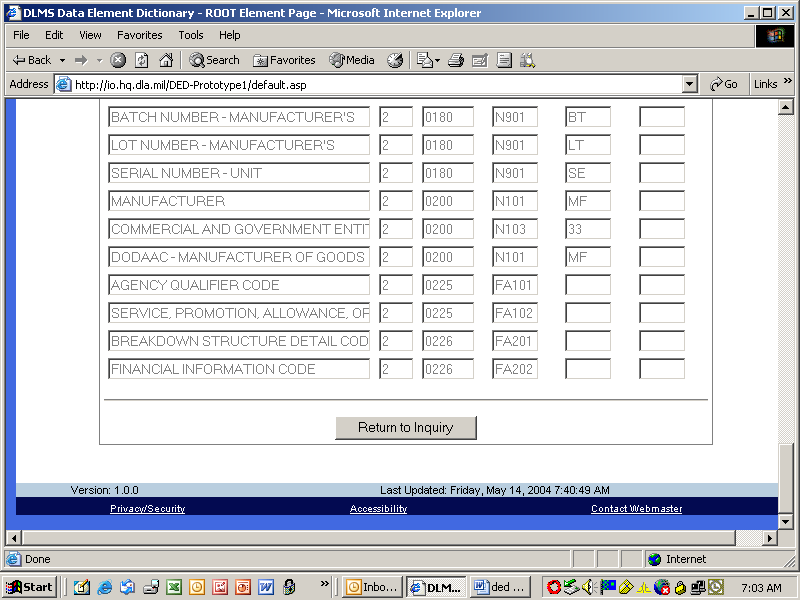 DLMS Data Element Dictionary - ROOT Element Page - Microsoft Internet Explorer
File Edit View Favorites Tools Help
Back Search Favorites Media
Address http://io.hq.dla.mil/DED-Prototype1/default.asp Go Links »
BATCH NUMBER - MANUFACTURER'S 2 0180 N901 BT
LOT NUMBER - MANUFACTURER'S 2 0180 N901 LT
SERIAL NUMBER - UNIT 2 0180 N901 SE
MANUFACTURER 2 0200 N101 MF
COMMERCIAL AND GOVERNMENT ENTIT 2 0200 N103 33
DODAAC - MANUFACTURER OF GOODS 2 0200 N101 MF
AGENCY QUALIFIER CODE 2 0225 FA101
SERVICE, PROMOTION, ALLOWANCE, OR 2 0225 FA102
BREAKDOWN STRUCTURE DETAIL COD 2 0226 FA201
FINANCIAL INFORMATION CODE 2 0226 FA202
Return to Inquiry
Version: 1.0.0 Last Updated: Friday, May 14, 2004 7:40:49 AM
Privacy/Security Accessibility Contact Webmaster
Done Internet
Start » Inbo... DLM... ded ... 7:03 AM